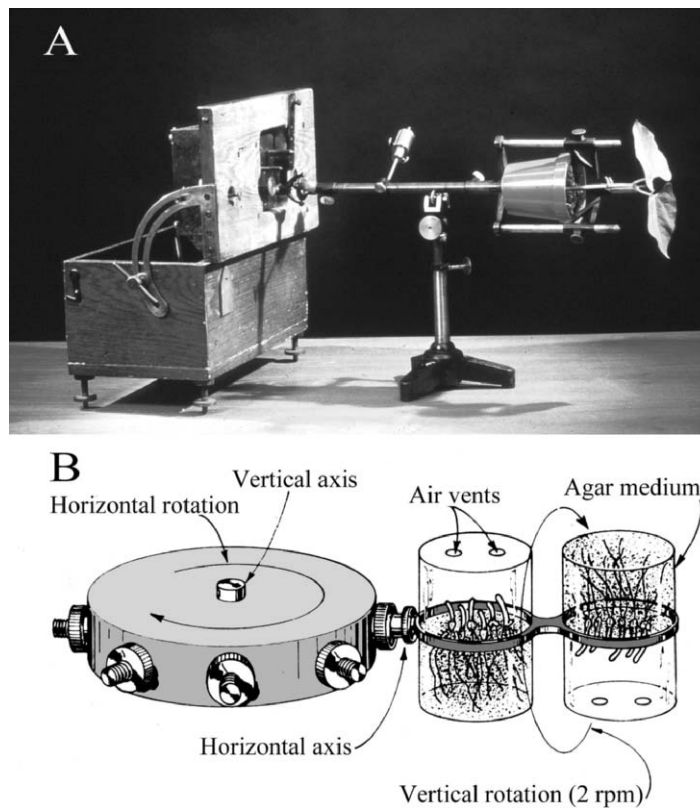 A
B
Vertical axis
Horizontal rotation
Air vents
Agar medium
Horizontal axis
Vertical rotation (2 rpm)